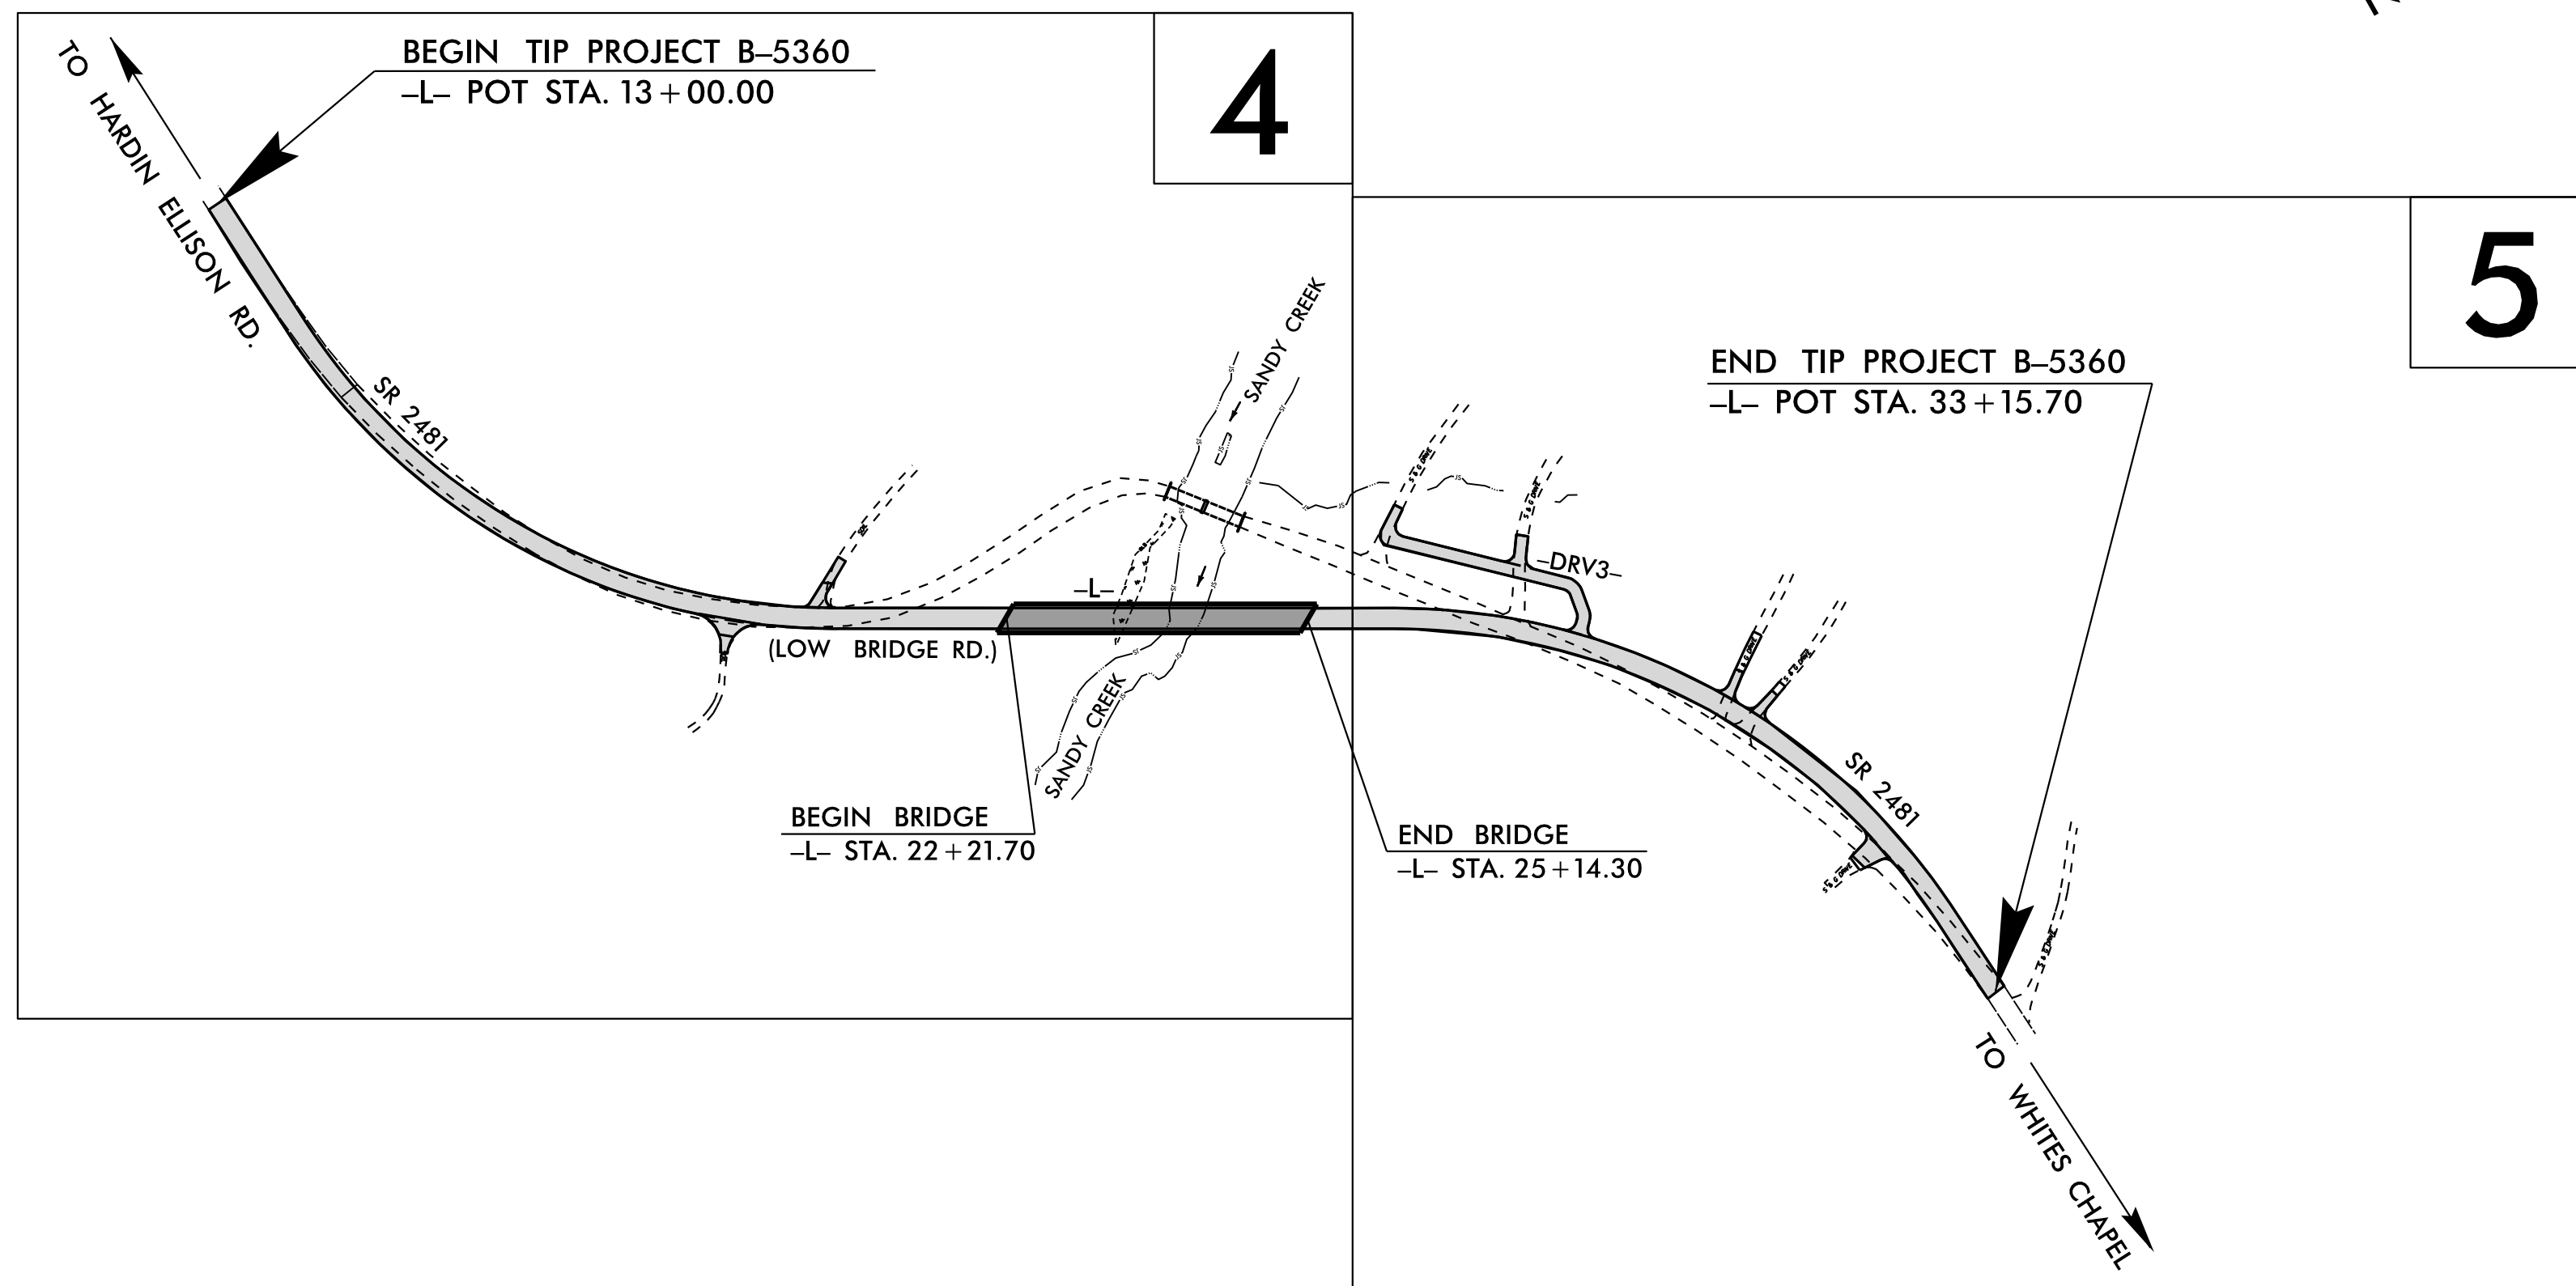 BEGIN TIP PROJECT B–5360
–L– POT STA. 13+00.00
4
TO HARDIN ELLISON RD.
5
SANDY CREEK
END TIP PROJECT B–5360
–L– POT STA. 33+15.70
SR 2481
–DRV3–
–L–
(LOW BRIDGE RD.)
SANDY CREEK
SR 2481
BEGIN BRIDGE
–L– STA. 22+21.70
END BRIDGE
–L– STA. 25+14.30
TO WHITES CHAPEL